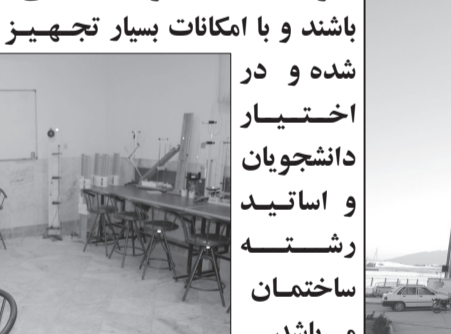 باشند و با امکانات بسیار تجهیز
شده و در
اختیار
دانشجویان
و اساتید
رشته
ساختمان